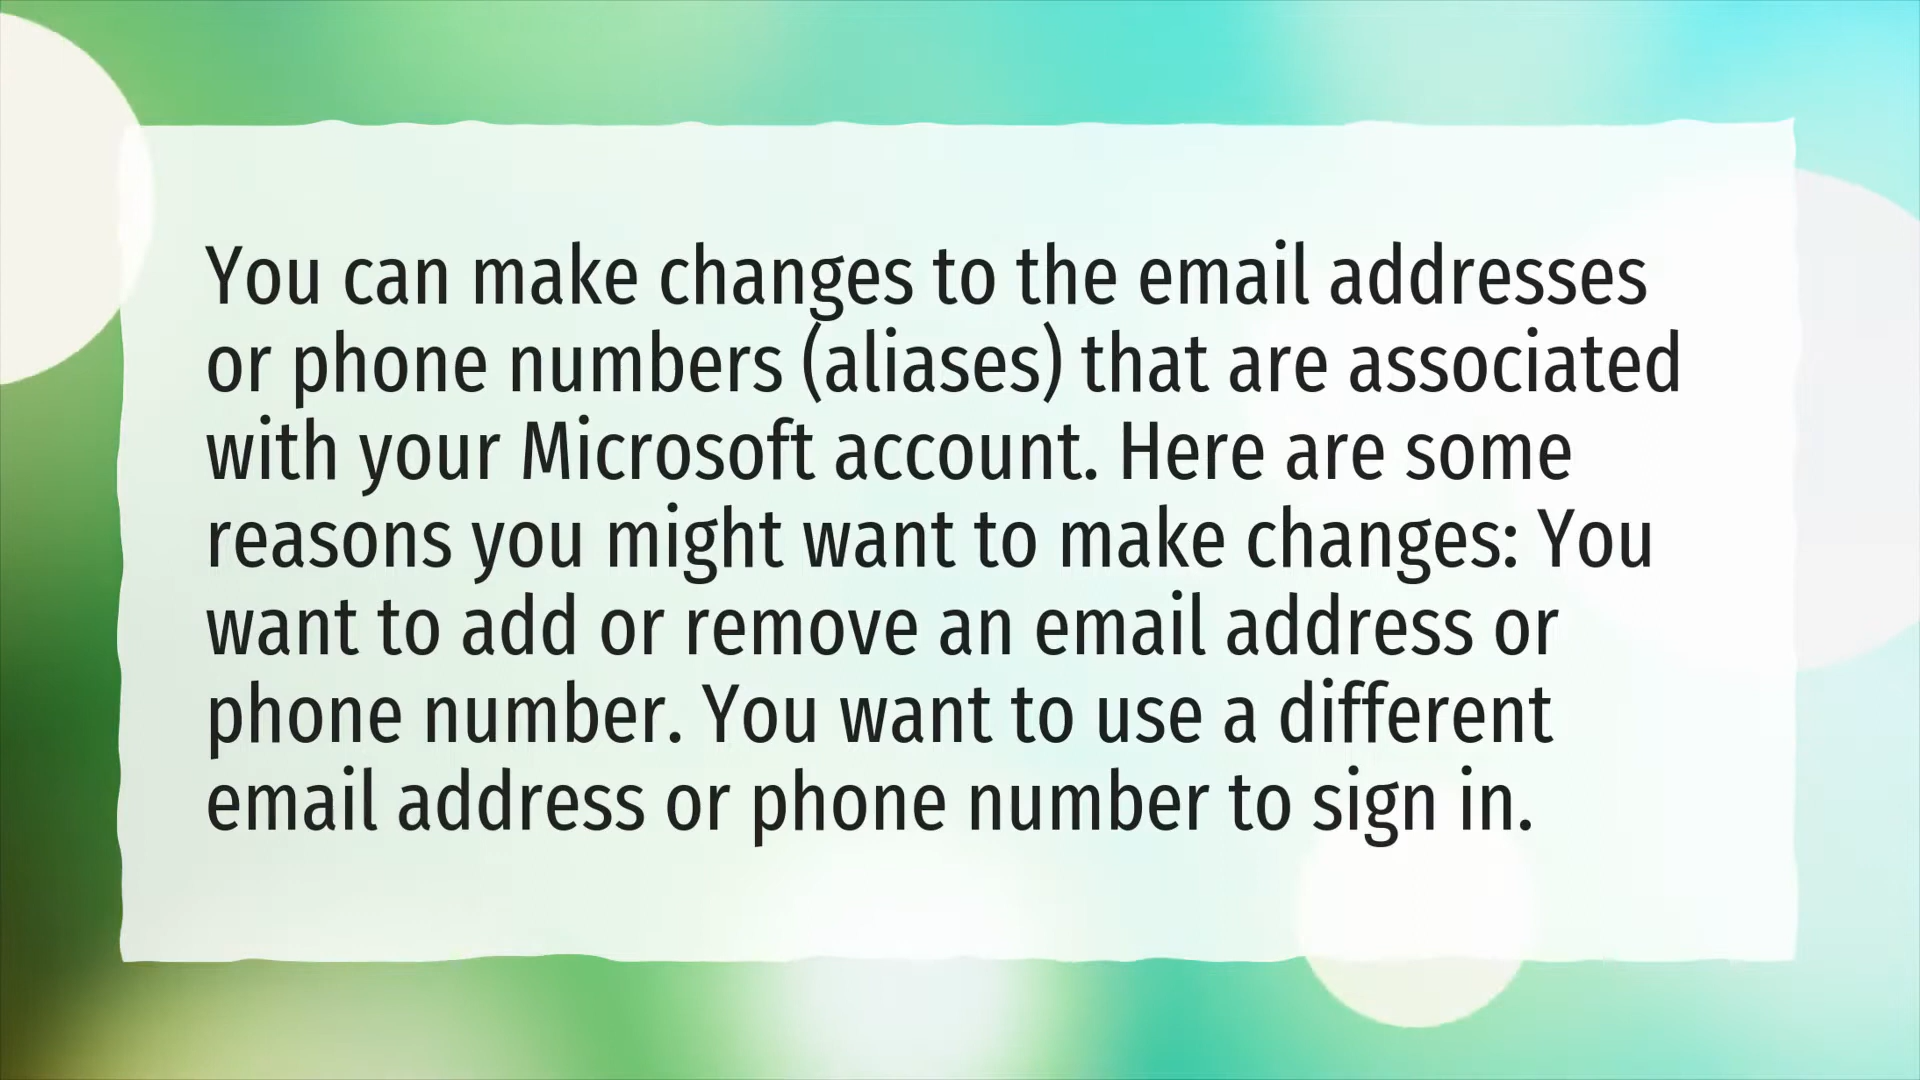 You can make changes to the email addresses
or phone numbers (aliases) that are associated
with your Microsoft account. Here are some
reasons you might want to make changes: You
want to add or remove an email address or
phone number. You want to use a different
email address or phone number to sign in.